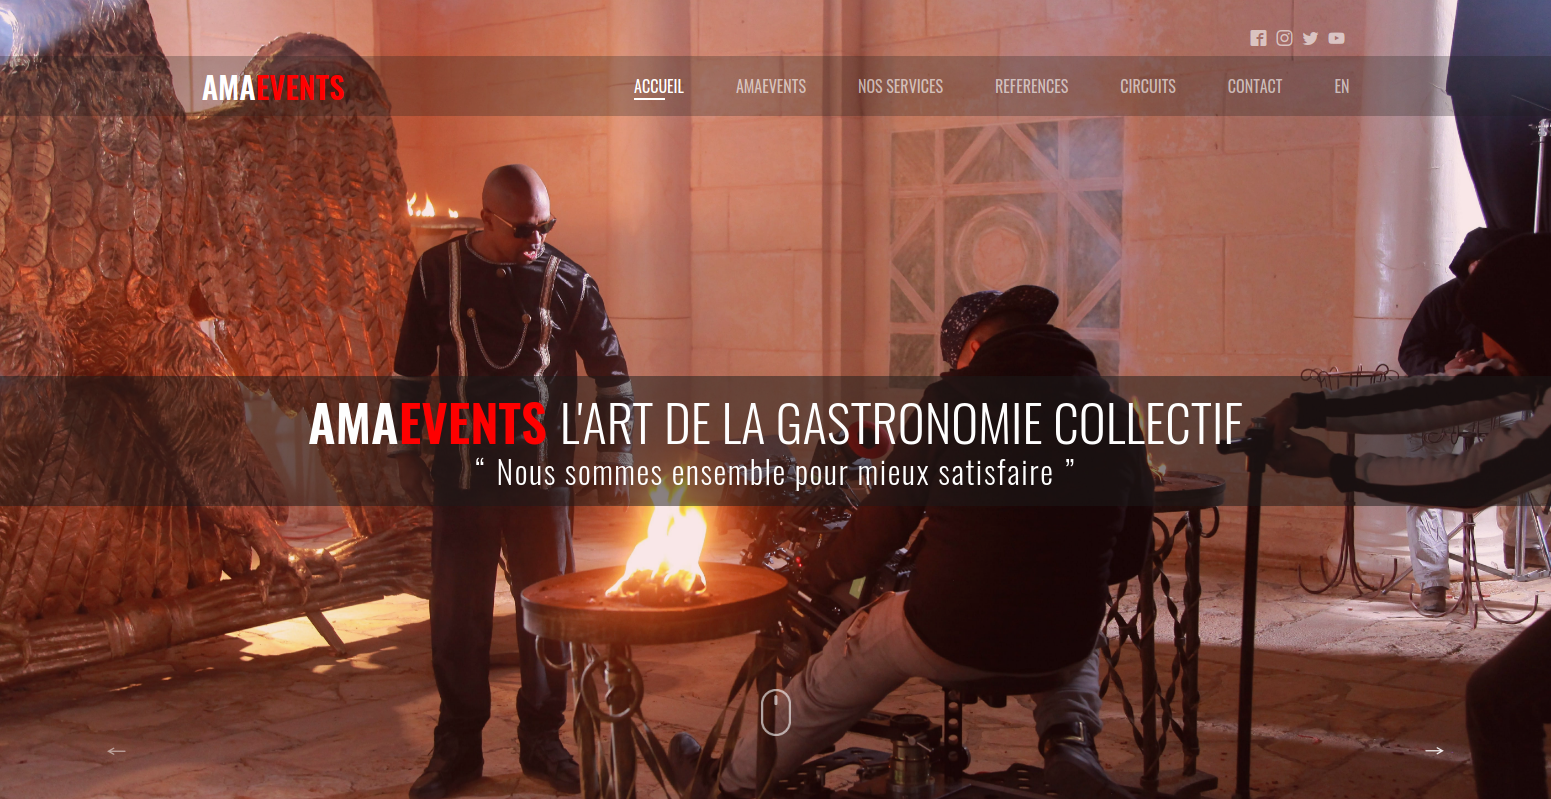 AMAEVENTS
ACCUEIL AMAEVENTS NOS SERVICES REFERENCES CIRCUITS CONTACT EN
AMAEVENTS L'ART DE LA GASTRONOMIE COLLECTIF
“ Nous sommes ensemble pour mieux satisfaire ”